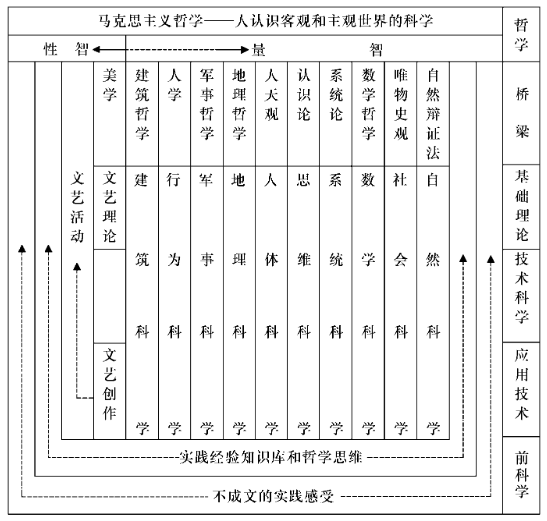 马克思主义哲学——人认识客观和主观世界的科学
哲学
性 智 量 智
美学
建筑哲学
人学
军事哲学
地理哲学
人天观
认识论
系统论
数学哲学
唯物史观
自然辩证法
桥梁
文艺活动
文艺理论
文艺创作
建筑科学
行为科学
军事科学
地理科学
人体科学
思维科学
系统科学
数学科学
社会科学
自然科学
基础理论
技术科学
应用技术
实践经验知识库和哲学思维
不成文的实践感受
前科学